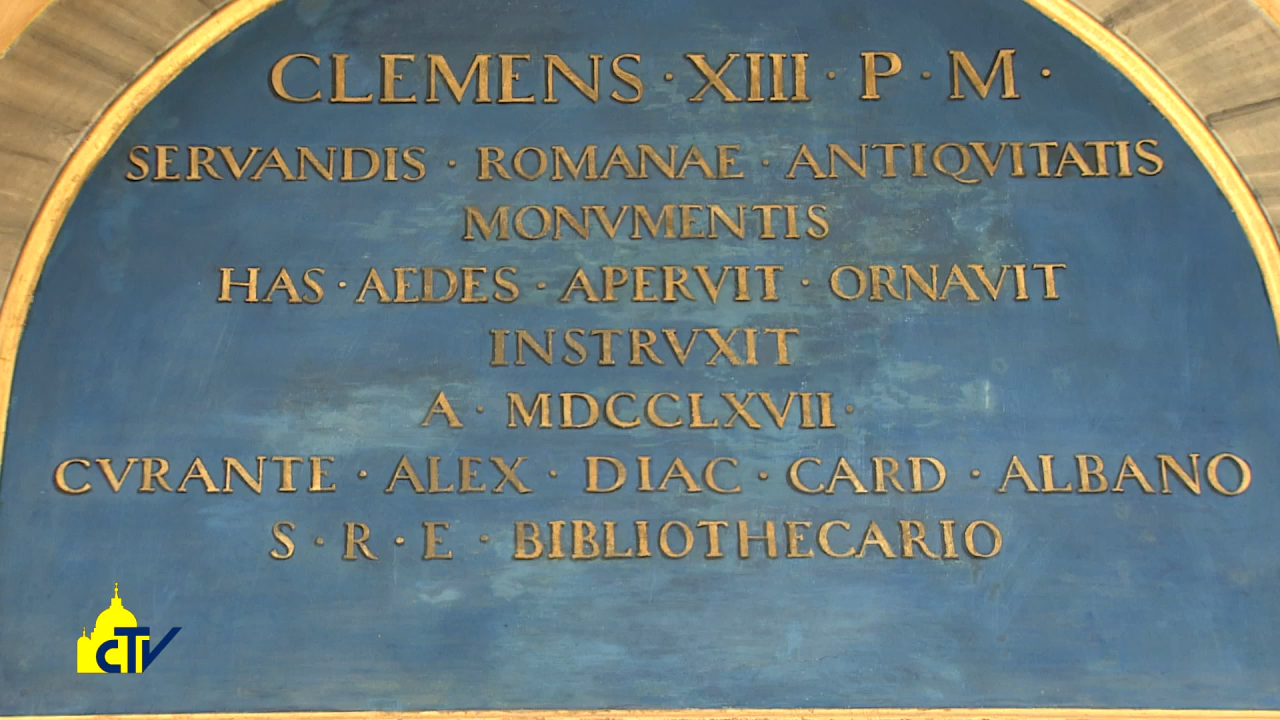 CLEMENS · XIII · P · M ·
SERVANDIS · ROMANAE · ANTIQVITATIS
MONVMENTIS
HAS · AEDES · APERVIT · ORNAVIT
INSTRVXIT
A · MDCCLXVII ·
CVRANTE · ALEX · DIAC · CARD · ALBANO
S · R · E · BIBLIOTHECARIO
CTV